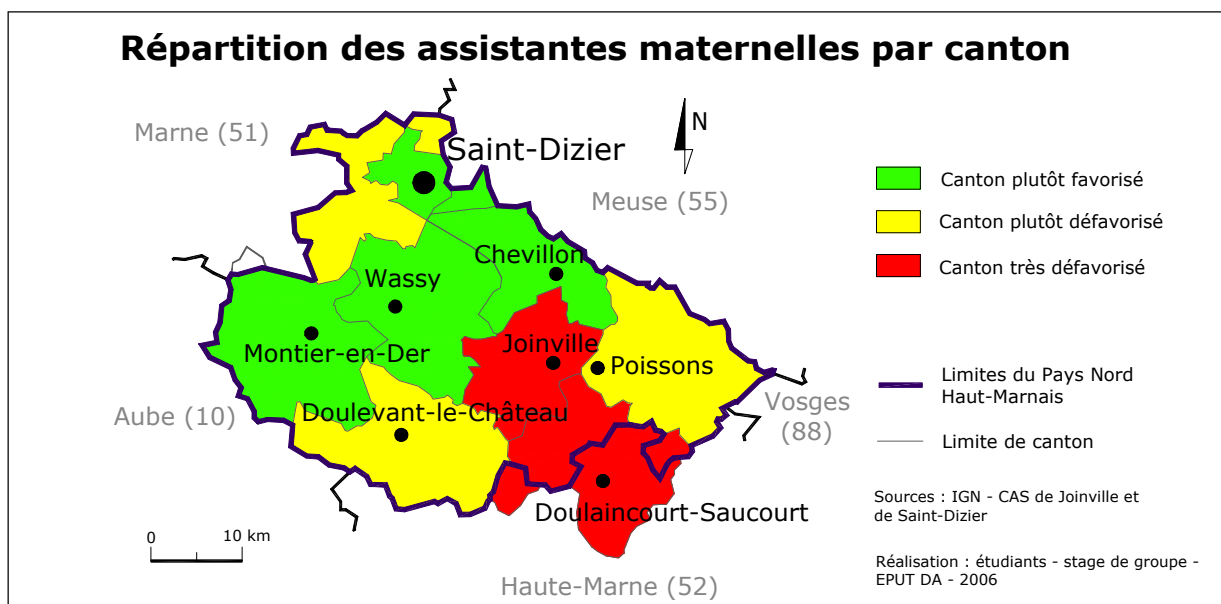 Répartition des assistantes maternelles par canton
Marne (51)
N
Saint-Dizier
Meuse (55)
Canton plutôt favorisé
Canton plutôt défavorisé
Canton très défavorisé
Chevillon
Wassy
Montier-en-Der
Joinville
Poissons
Aube (10)
Doulevant-le-Château
Vosges
(88)
Limites du Pays Nord
Haut-Marnais
Limite de canton
Doulaincourt-Saucourt
Sources : IGN - CAS de Joinville et
de Saint-Dizier
0 10 km
Haute-Marne (52)
Réalisation : étudiants - stage de groupe -
EPUT DA - 2006